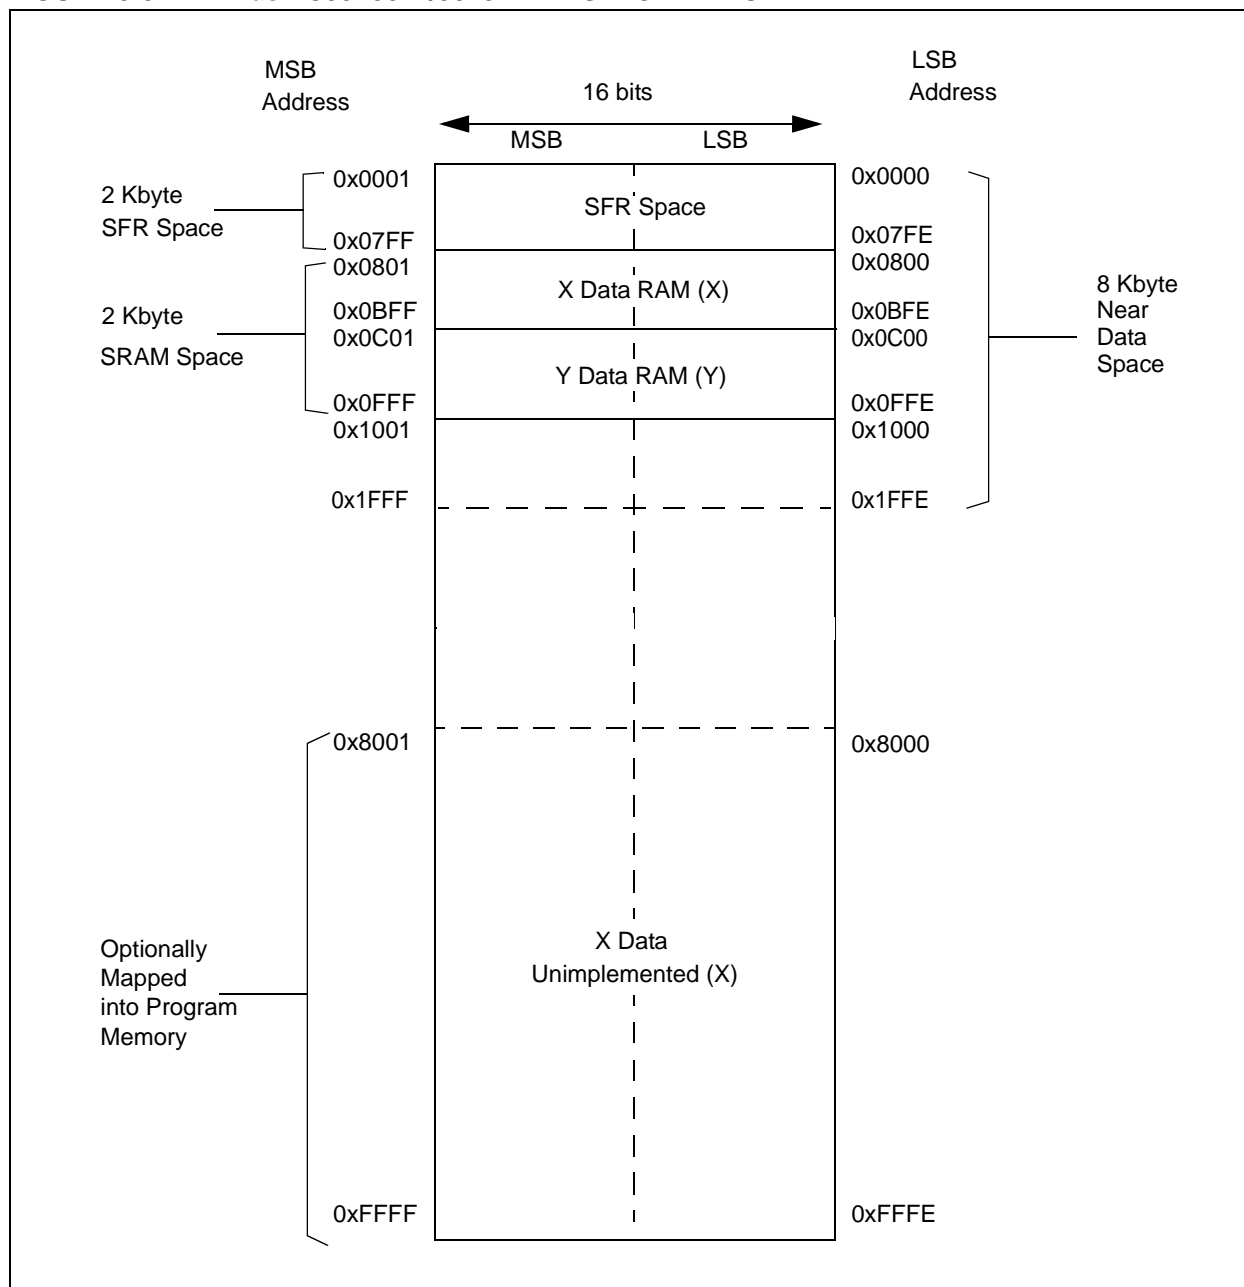 MSB
Address
LSB
Address
16 bits
MSB
LSB
2 Kbyte
SFR Space
0x0001
SFR Space
0x0000
0x07FF
0x07FE
0x0801
0x0800
2 Kbyte
SRAM Space
X Data RAM (X)
8 Kbyte
Near
Data
Space
0x0BFF
0x0BFE
0x0C01
0x0C00
Y Data RAM (Y)
0x0FFF
0x0FFE
0x1001
0x1000
0x1FFF
0x1FFE
0x8001
0x8000
Optionally
Mapped
into Program
Memory
X Data
Unimplemented (X)
0xFFFF
0xFFFE